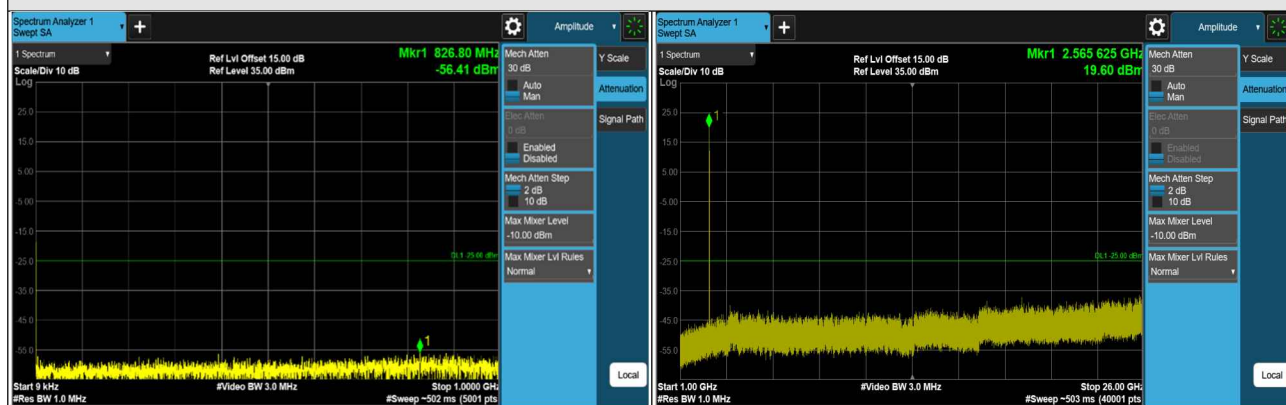 Spectrum Analyzer 1
Swept SA
+
Amplitude
1 Spectrum
Scale/Div 10 dB
Log
Ref Lvl Offset 15.00 dB
Ref Level 35.00 dBm
Mkr1 826.80 MHz
-56.41 dBm
25.0
15.0
5.00
-5.00
-15.0
-25.0
-35.0
-45.0
-55.0
DL1 -25.00 dBm
1
Start 9 kHz
#Res BW 1.0 MHz
#Video BW 3.0 MHz
Stop 1.0000 GHz
#Sweep ~502 ms (5001 pts)
Mech Atten
30 dB
Auto
Man
Elec Atten
0 dB
Enabled
Disabled
Mech Atten Step
2 dB
10 dB
Max Mixer Level
-10.00 dBm
Max Mixer Lvl Rules
Normal
Y Scale
Attenuation
Signal Path
Local
Spectrum Analyzer 1
Swept SA
+
Amplitude
1 Spectrum
Scale/Div 10 dB
Log
Ref Lvl Offset 15.00 dB
Ref Level 35.00 dBm
Mkr1 2.565 625 GHz
19.60 dBm
25.0
15.0
5.00
-5.00
-15.0
-25.0
-35.0
-45.0
-55.0
DL1 -25.00 dBm
1
Start 1.00 GHz
#Res BW 1.0 MHz
#Video BW 3.0 MHz
Stop 26.00 GHz
#Sweep ~503 ms (40001 pts)
Mech Atten
30 dB
Auto
Man
Elec Atten
0 dB
Enabled
Disabled
Mech Atten Step
2 dB
10 dB
Max Mixer Level
-10.00 dBm
Max Mixer Lvl Rules
Normal
Y Scale
Attenuation
Signal Path
Local